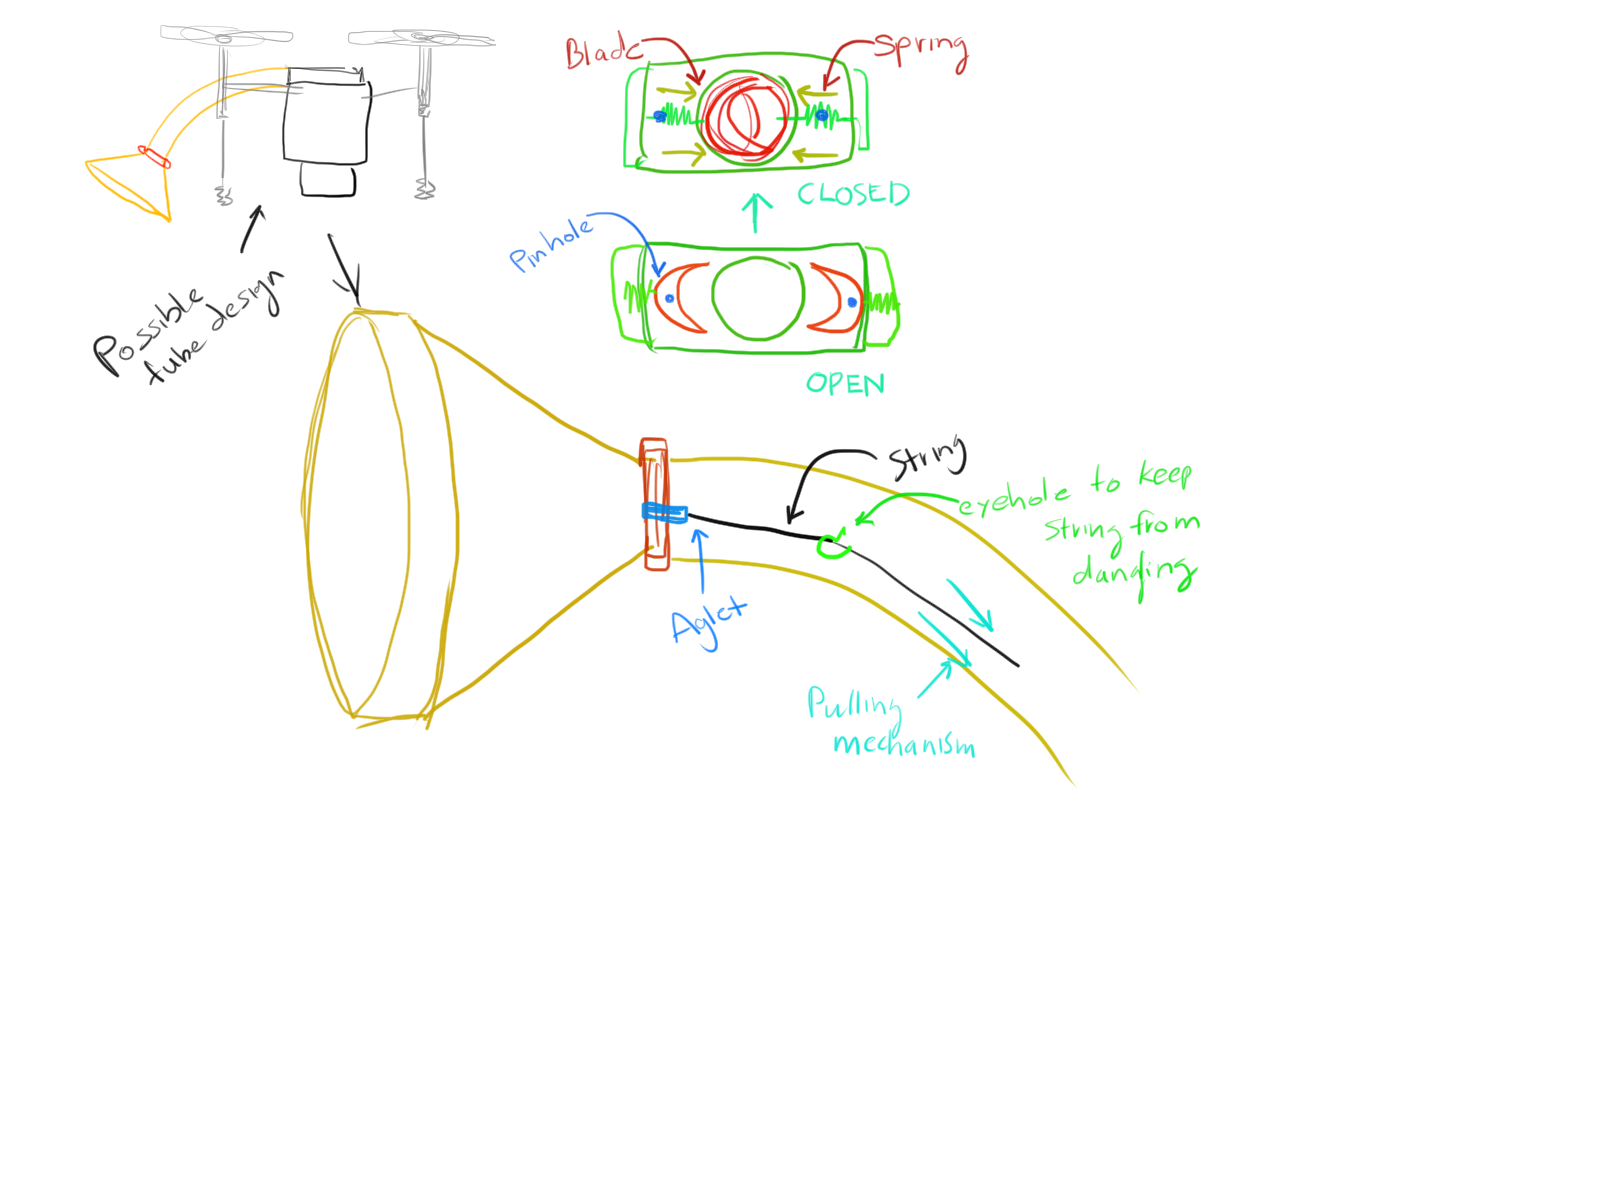 Blade
Spring
CLOSED
Pinhole
OPEN
Possible
tube design
String
eyehole to keep
string from
dangling
Aglet
Pulling
mechanism